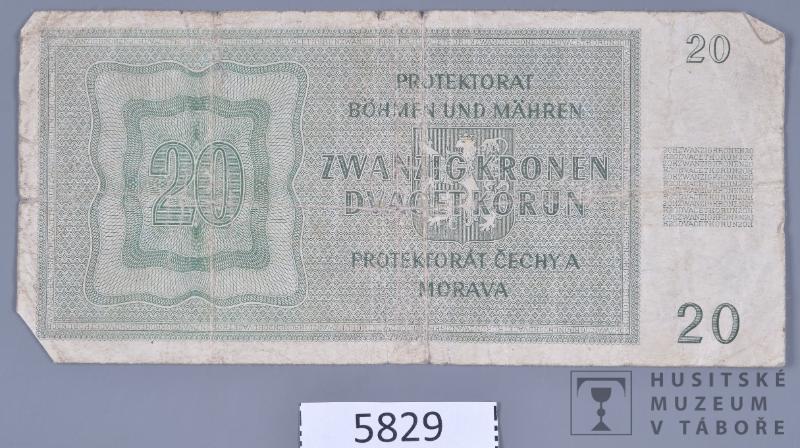 20
PROTEKTORAT
BÖHMEN UND MÄHREN
ZWANZIG KRONEN
DVACET KORUN
20
PROTEKTORÁT ČECHY A
MORAVA
20
5829
HUSITSKÉ
MUZEUM
V TÁBOŘE